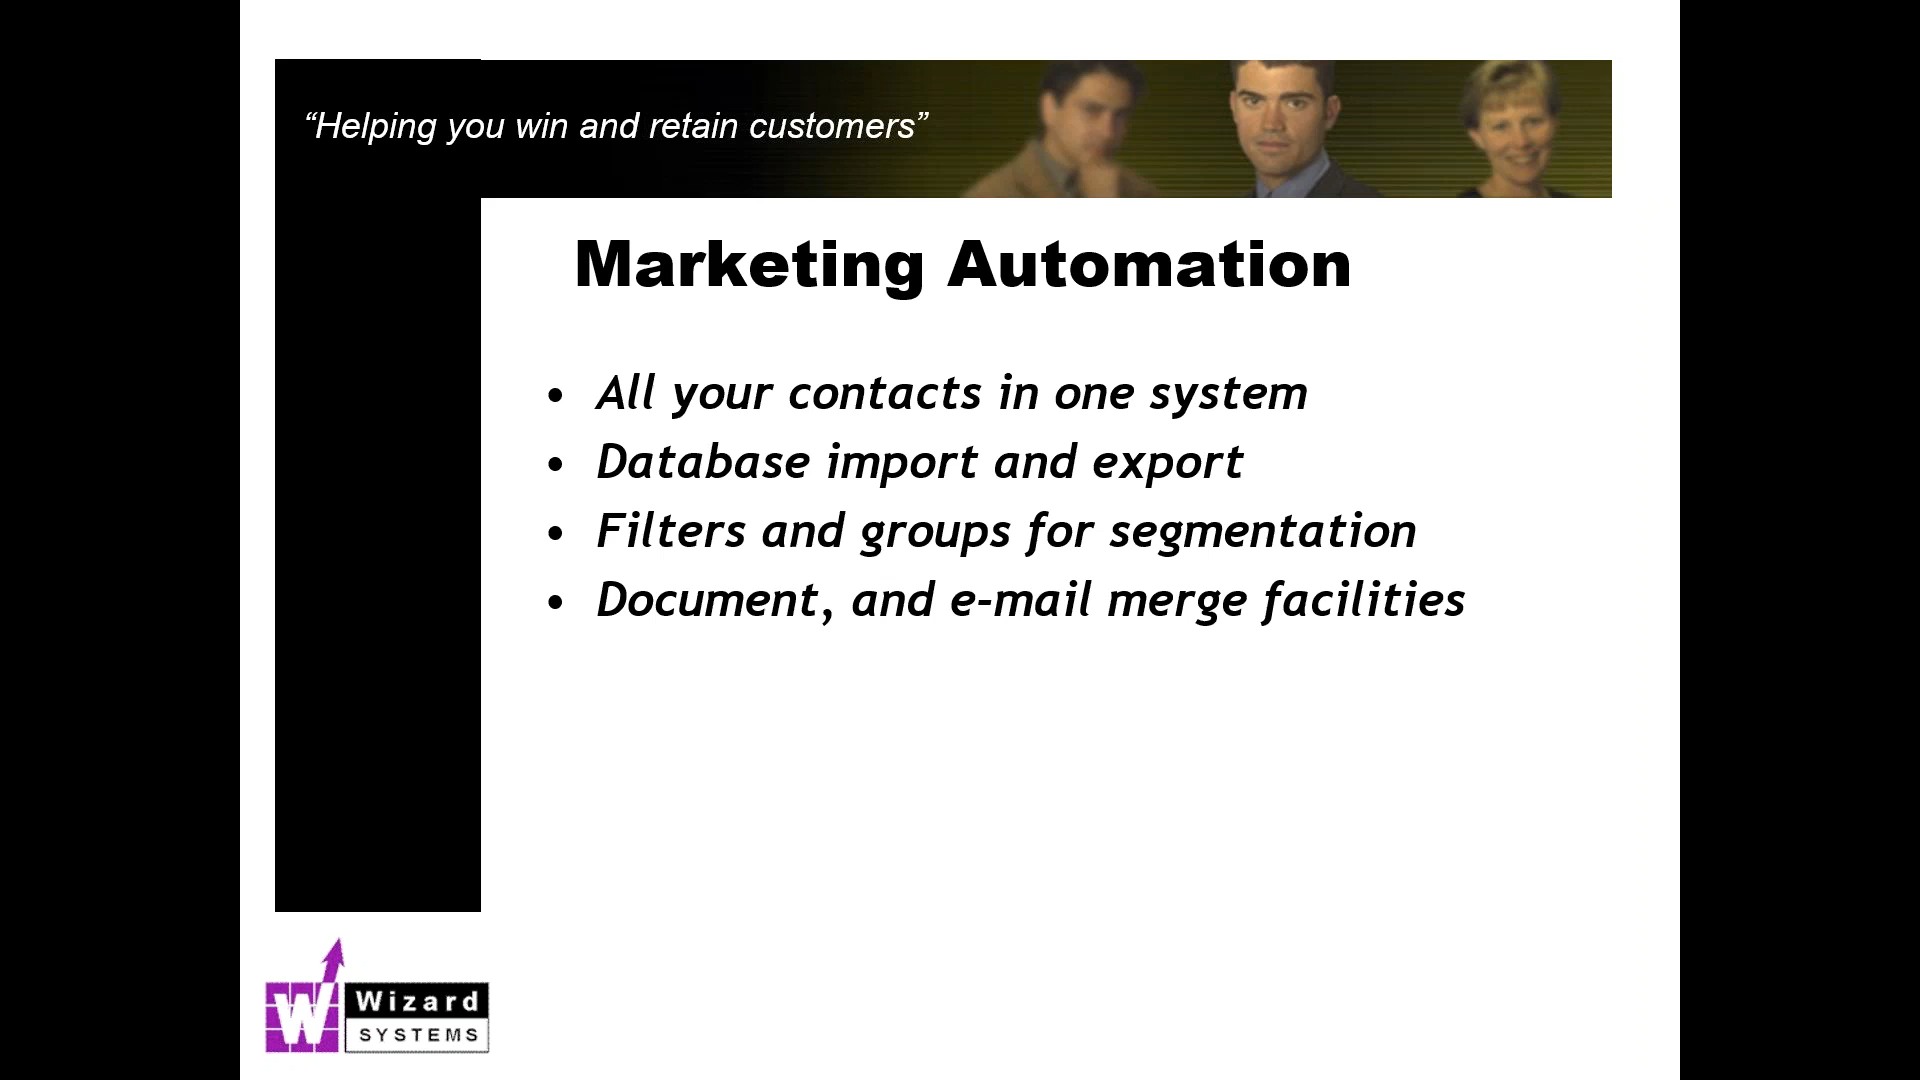 “Helping you win and retain customers”
Marketing Automation
• All your contacts in one system
• Database import and export
• Filters and groups for segmentation
• Document, and e-mail merge facilities
W
Wizard
SYSTEMS